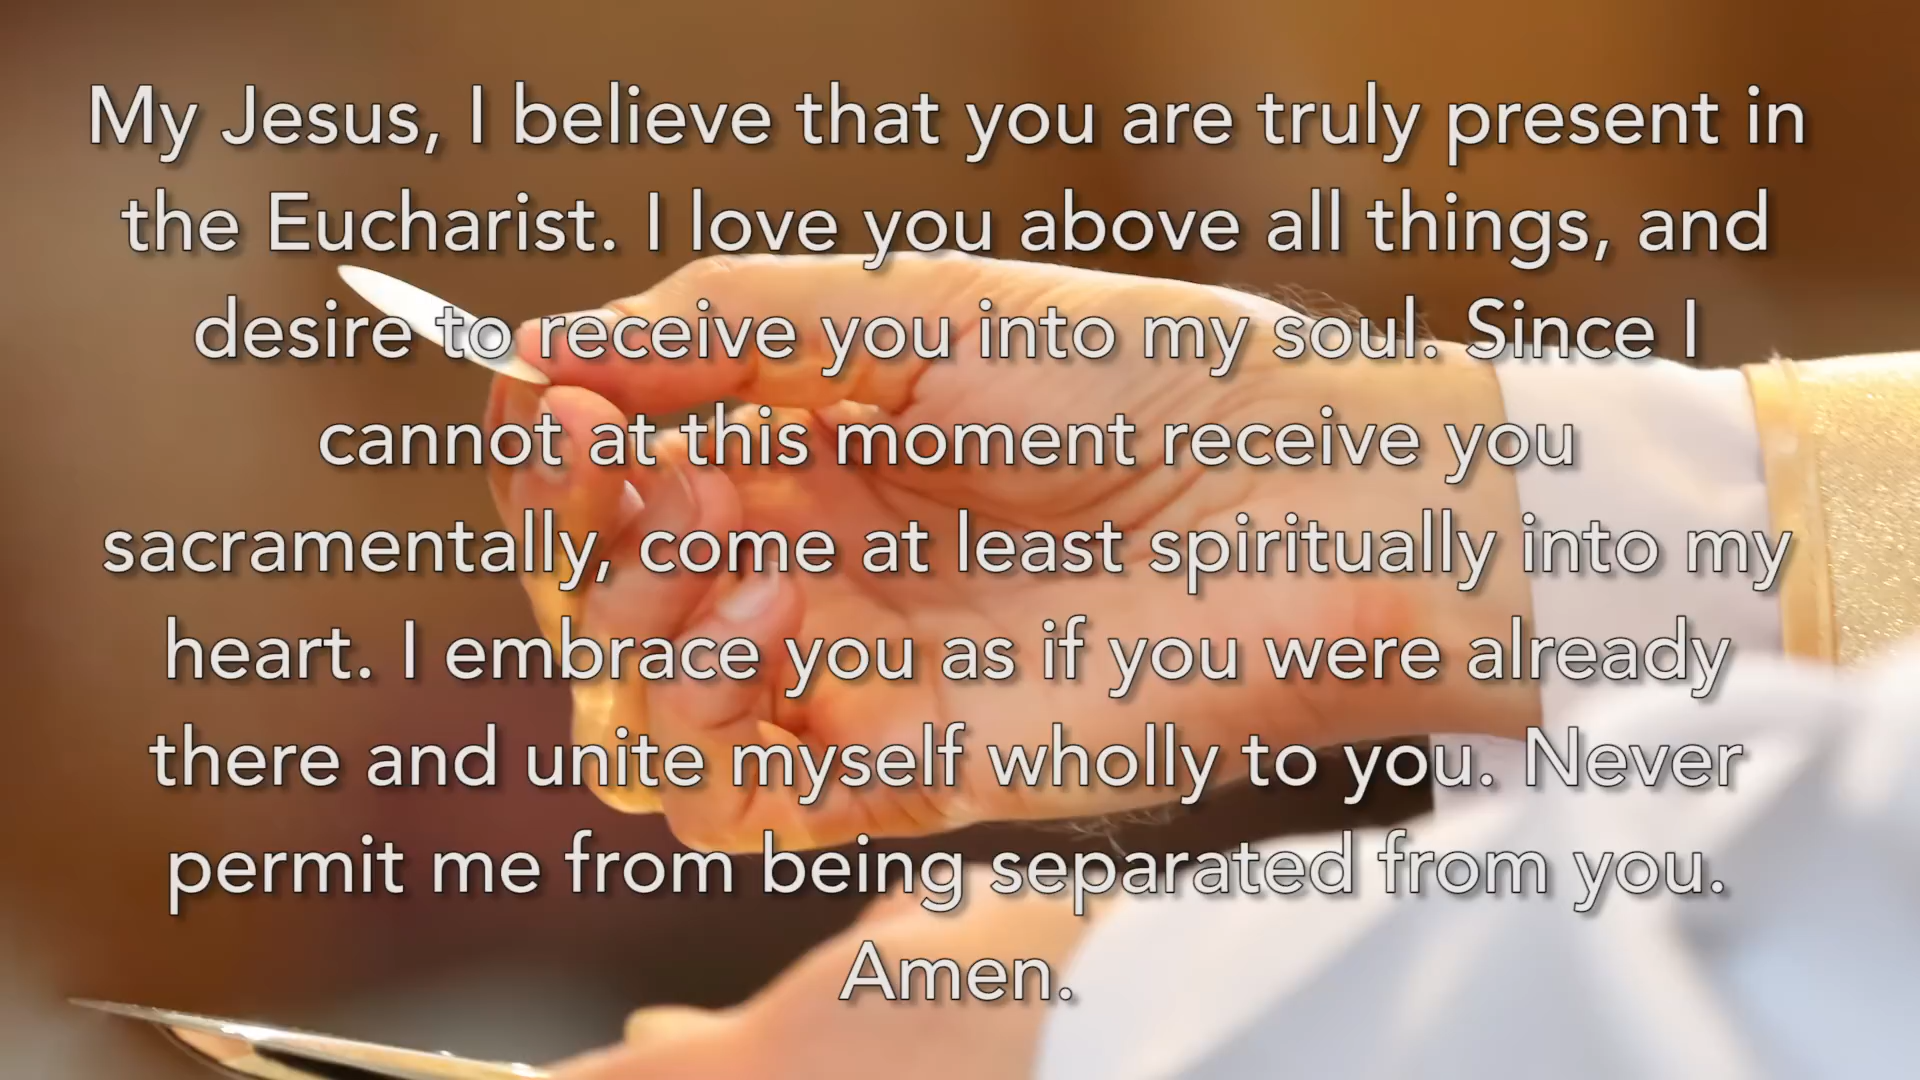 My Jesus, I believe that you are truly present in
the Eucharist. I love you above all things, and
desire to receive you into my soul. Since I
cannot at this moment receive you
sacramentally, come at least spiritually into my
heart. I embrace you as if you were already
there and unite myself wholly to you. Never
permit me from being separated from you.
Amen.